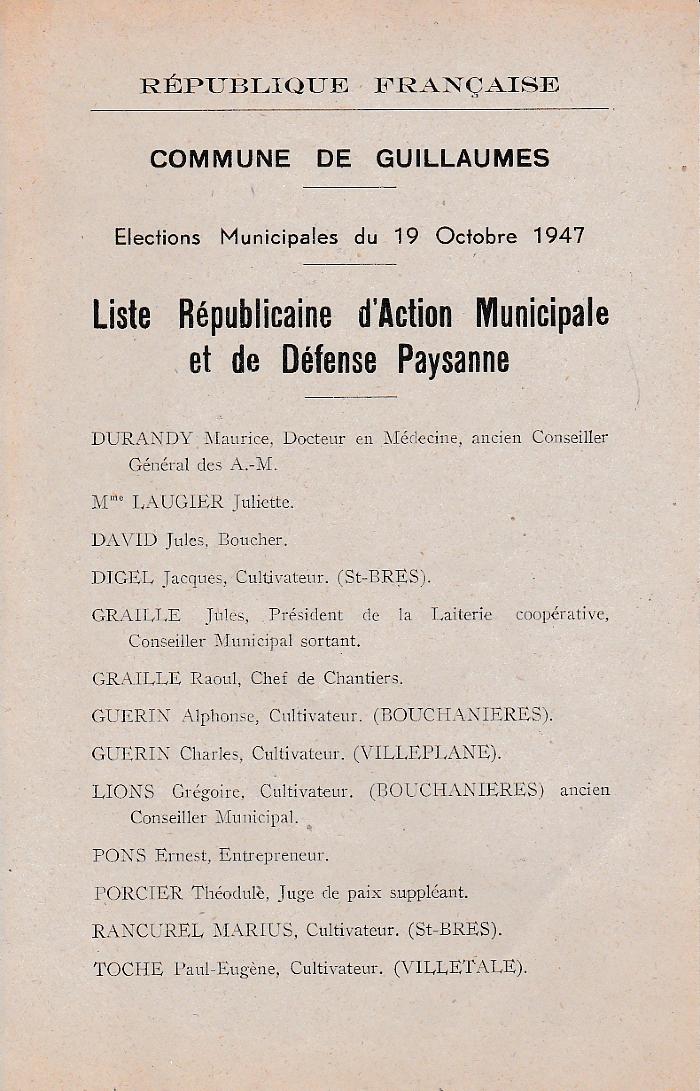 RÉPUBLIQUE FRANÇAISE
COMMUNE DE GUILLAUMES
Elections Municipales du 19 Octobre 1947
Liste Républicaine d'Action Municipale
et de Défense Paysanne
DURANDY Maurice, Docteur en Médecine, ancien Conseiller
Général des A.-M.
Mme LAUGIER Juliette.
DAVID Jules, Boucher.
DIGEL Jacques, Cultivateur. (St-BRES).
GRAILLE Jules, Président de la Laiterie coopérative,
Conseiller Municipal sortant.
GRAILLE Raoul, Chef de Chantiers.
GUERIN Alphonse, Cultivateur. (BOUCHANIERES).
GUERIN Charles, Cultivateur. (VILLEPLANE).
LIONS Grégoire, Cultivateur. (BOUCHANIERES) ancien
Conseiller Municipal.
PONS Ernest, Entrepreneur.
PORCIER Théodule, Juge de paix suppléant.
RANCUREL MARIUS, Cultivateur. (St-BRES).
TOCHE Paul-Eugène, Cultivateur. (VILLETALE).